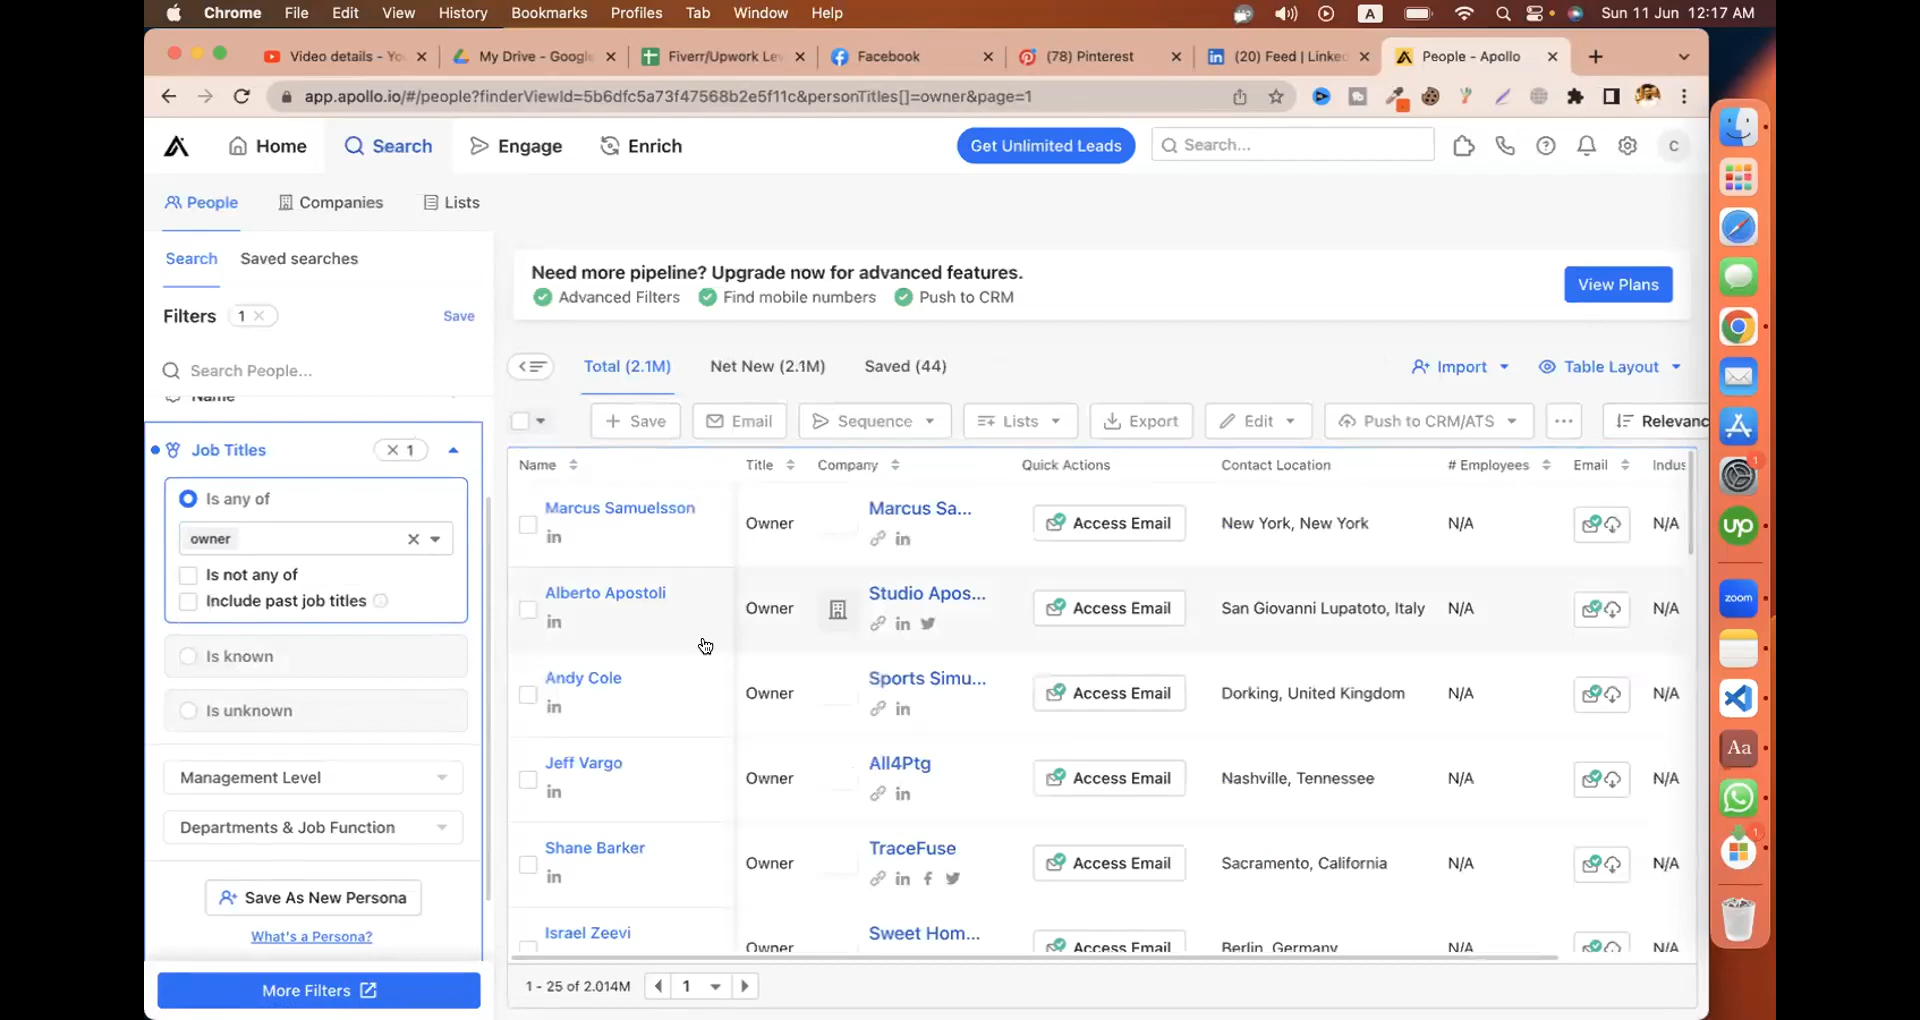 Chrome File Edit View History Bookmarks Profiles Tab Window Help A Sun 11 Jun 12:17 AM
Video details - Yo My Drive - Google Fiverr/Upwork Le Facebook (78) Pinterest (20) Feed | Linke People - Apollo
app.apollo.io/#/people?finderViewId=5b6dfc5a73f47568b2e5f11c&personTitles[]=owner&page=1
Home Search Engage Enrich Get Unlimited Leads Search... C
People Companies Lists
Search Saved searches
Need more pipeline? Upgrade now for advanced features.
Advanced Filters Find mobile numbers Push to CRM
View Plans
Filters 1 Save
Search People...
Name
Total (2.1M) Net New (2.1M) Saved (44) Import Table Layout
Save Email Sequence Lists Export Edit Push to CRM/ATS Relevanc
Job Titles 1
Is any of
owner
Is not any of
Include past job titles
Is known
Is unknown
Management Level
Departments & Job Function
Save As New Persona
What's a Persona?
More Filters
Name Title Company Quick Actions Contact Location # Employees Email Indus
Marcus Samuelsson Owner Marcus Sa... Access Email New York, New York N/A N/A
Alberto Apostoli Owner Studio Apos... Access Email San Giovanni Lupatoto, Italy N/A N/A
Andy Cole Owner Sports Simu... Access Email Dorking, United Kingdom N/A N/A
Jeff Vargo Owner All4Ptg Access Email Nashville, Tennessee N/A N/A
Shane Barker Owner TraceFuse Access Email Sacramento, California N/A N/A
Israel Zeevi Owner Sweet Hom... Access Email Berlin, Germany N/A N/A
1 - 25 of 2.014M 1
up
zoom
Aa